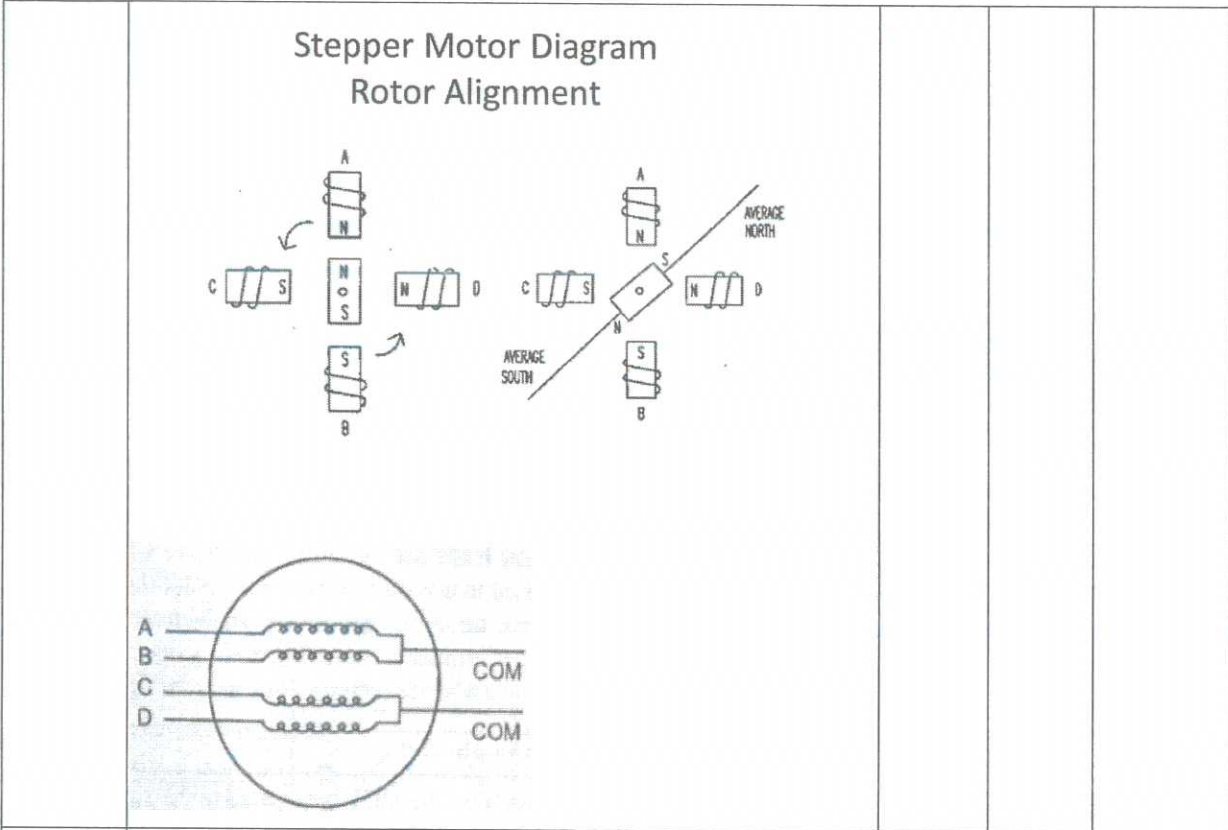 Stepper Motor Diagram
Rotor Alignment
A
N
C S
N
S
N D
S
B
A
N
AVERAGE
NORTH
C S
S
N
N D
AVERAGE
SOUTH
S
B
A
B
COM
C
D
COM